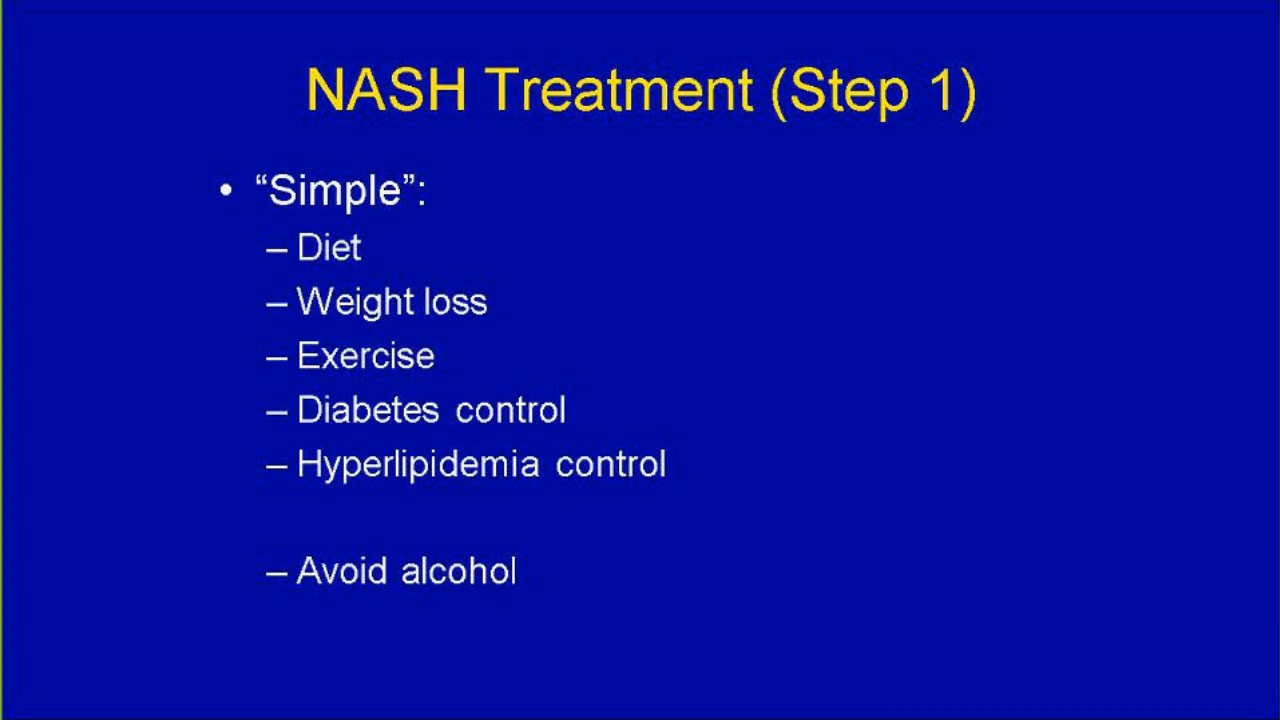 NASH Treatment (Step 1)
• “Simple”:
– Diet
– Weight loss
– Exercise
– Diabetes control
– Hyperlipidemia control
– Avoid alcohol